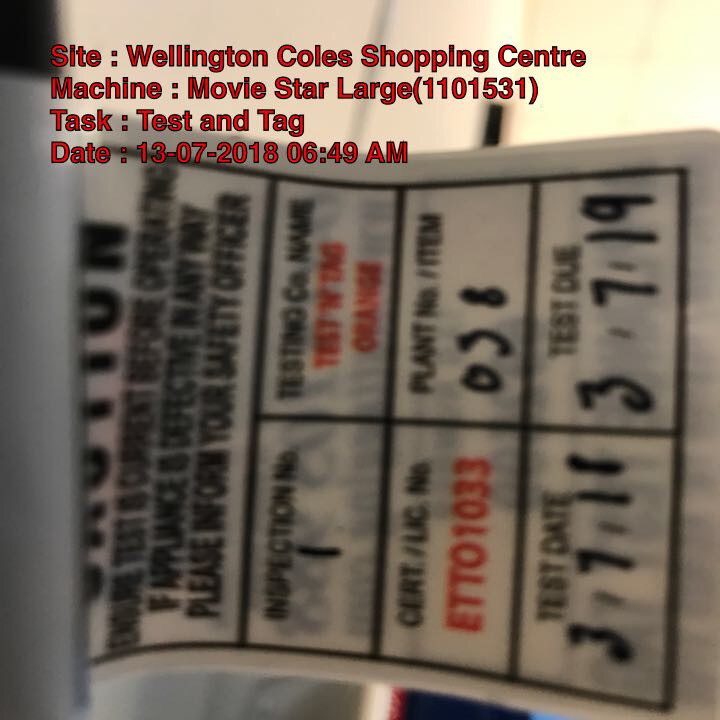 Site : Wellington Coles Shopping Centre
Machine : Movie Star Large(1101531)
Task : Test and Tag
Date : 13-07-2018 06:49 AM
ENSURE TEST IS CURRENT BEFORE OPERATING
IF APPLIANCE IS DEFECTIVE IN ANY WAY
PLEASE INFORM YOUR SAFETY OFFICER
INSPECTION No.
1
TESTING Co. NAME
TEST 'N' TAG
ORANGE
CERT. / LIC. No.
ETTO1033
PLANT No. / ITEM
038
TEST DATE
3.7.18
TEST DUE
3.7.19